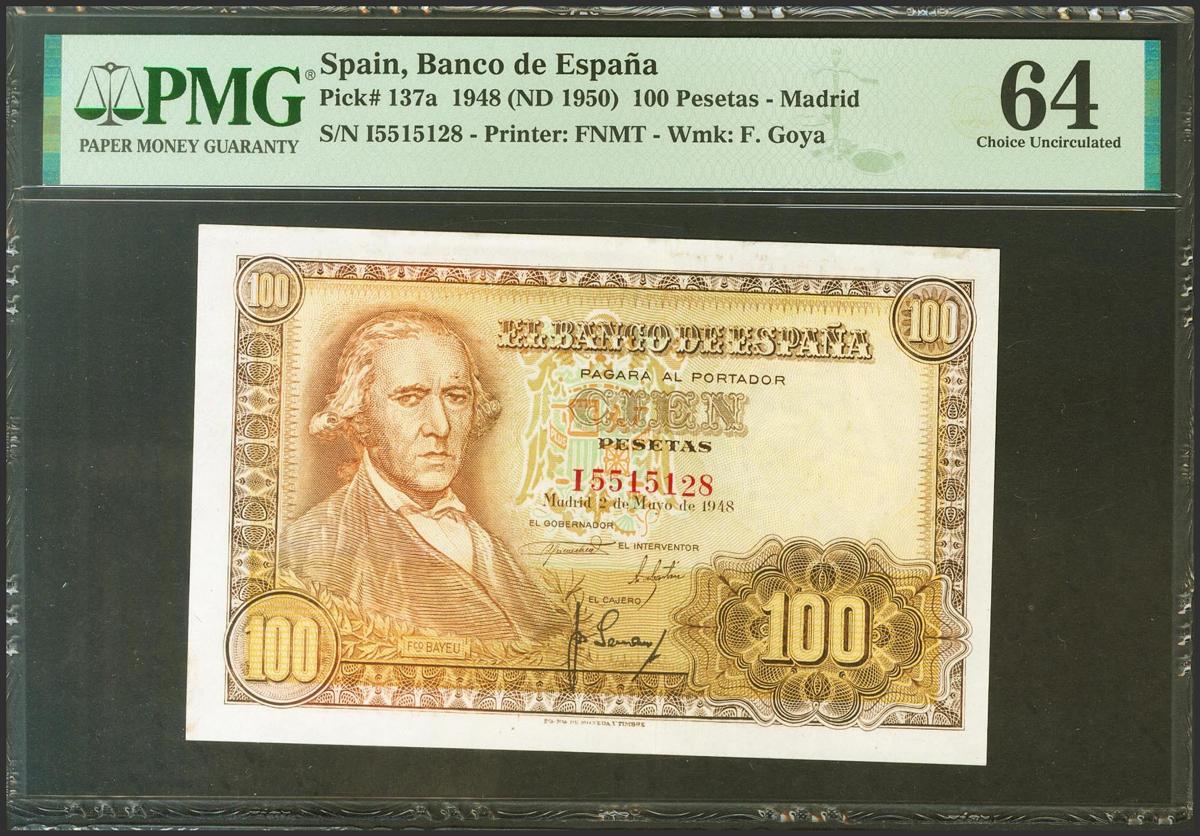 PMG®
PAPER MONEY GUARANTY
Spain, Banco de España
Pick# 137a 1948 (ND 1950) 100 Pesetas - Madrid
S/N I5515128 - Printer: FNMT - Wmk: F. Goya
64
Choice Uncirculated
100
100
EL BANCO DE ESPAÑA
PAGARÁ AL PORTADOR
CIEN
PESETAS
I5515128
Madrid 2 de Mayo de 1948
EL GOBERNADOR
EL INTERVENTOR
EL CAJERO
Fco BAYEU
100
100